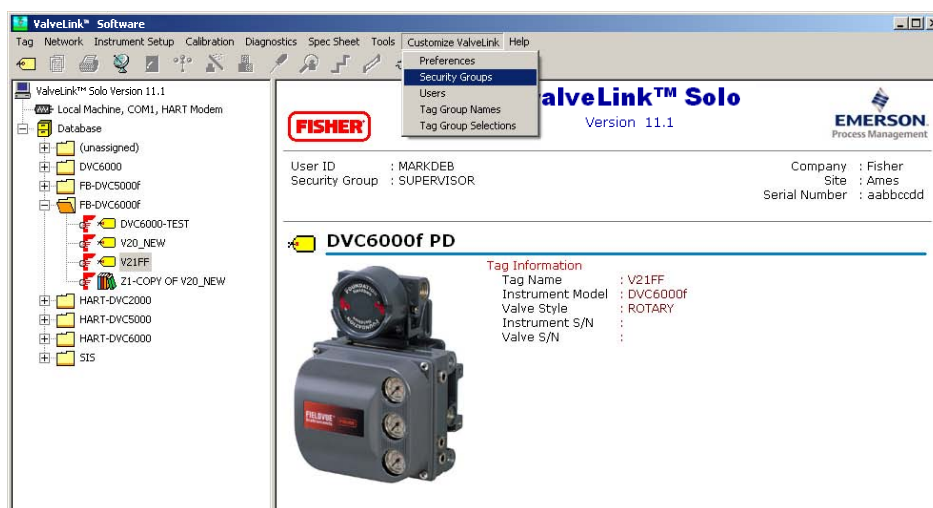 ValveLink™ Software
Tag Network Instrument Setup Calibration Diagnostics Spec Sheet Tools Customize ValveLink Help
Preferences
Security Groups
Users
Tag Group Names
Tag Group Selections
ValveLink™ Solo Version 11.1
Local Machine, COM1, HART Modem
Database
(unassigned)
DVC6000
FB-DVC5000f
FB-DVC6000f
DVC6000-TEST
V20_NEW
V21FF
Z1-COPY OF V20_NEW
HART-DVC2000
HART-DVC5000
HART-DVC6000
SIS
FISHER
alveLink™ Solo
Version 11.1
EMERSON.
Process Management
User ID : MARKDEB
Security Group : SUPERVISOR
Company : Fisher
Site : Ames
Serial Number : aabbccdd
DVC6000f PD
Tag Information
Tag Name : V21FF
Instrument Model : DVC6000f
Valve Style : ROTARY
Instrument S/N :
Valve S/N :
FIELDVUE